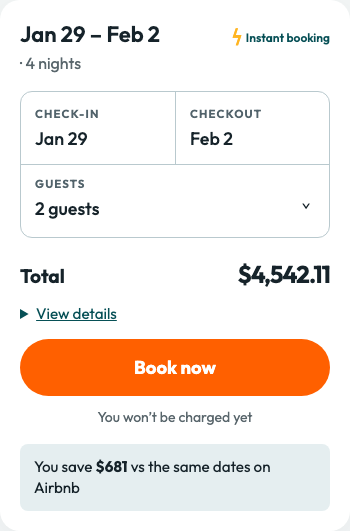 Jan 29 – Feb 2
Instant booking
· 4 nights
CHECK-IN
Jan 29
CHECKOUT
Feb 2
GUESTS
2 guests
Total
$4,542.11
View details
Book now
You won't be charged yet
You save $681 vs the same dates on
Airbnb